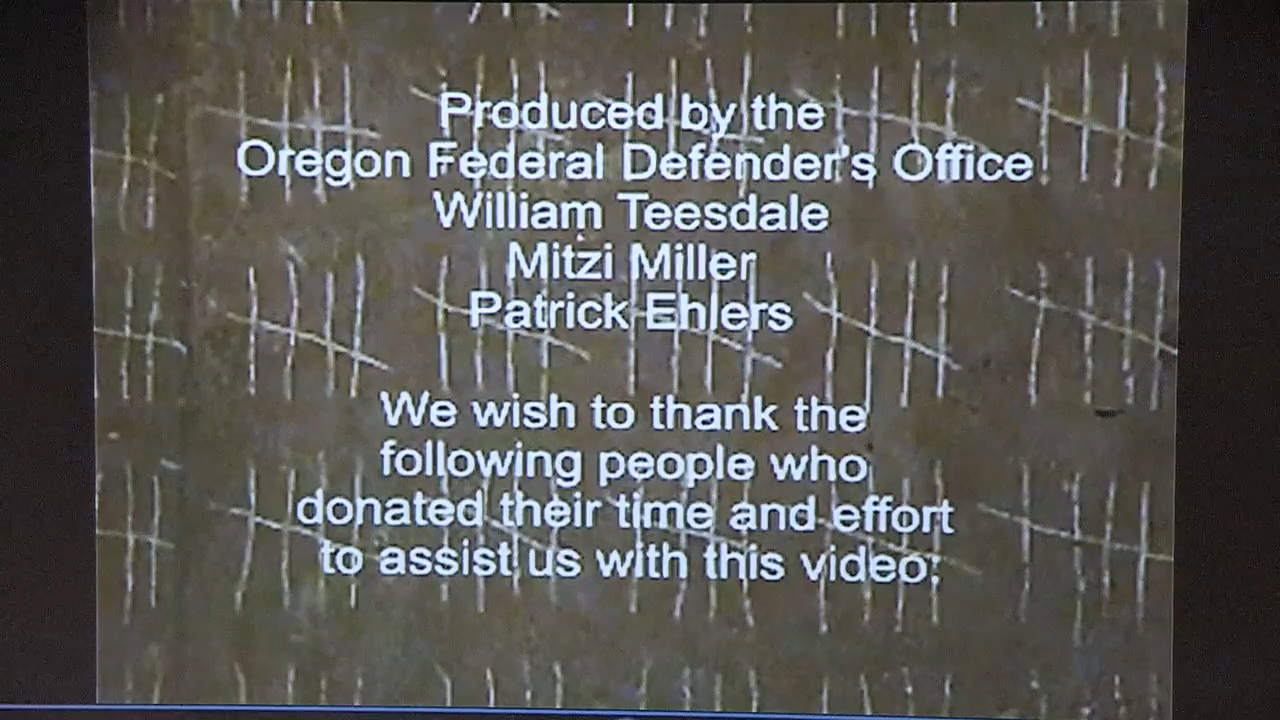 Produced by the
Oregon Federal Defender's Office
William Teesdale
Mitzi Miller
Patrick Ehlers
We wish to thank the
following people who
donated their time and effort
to assist us with this video: